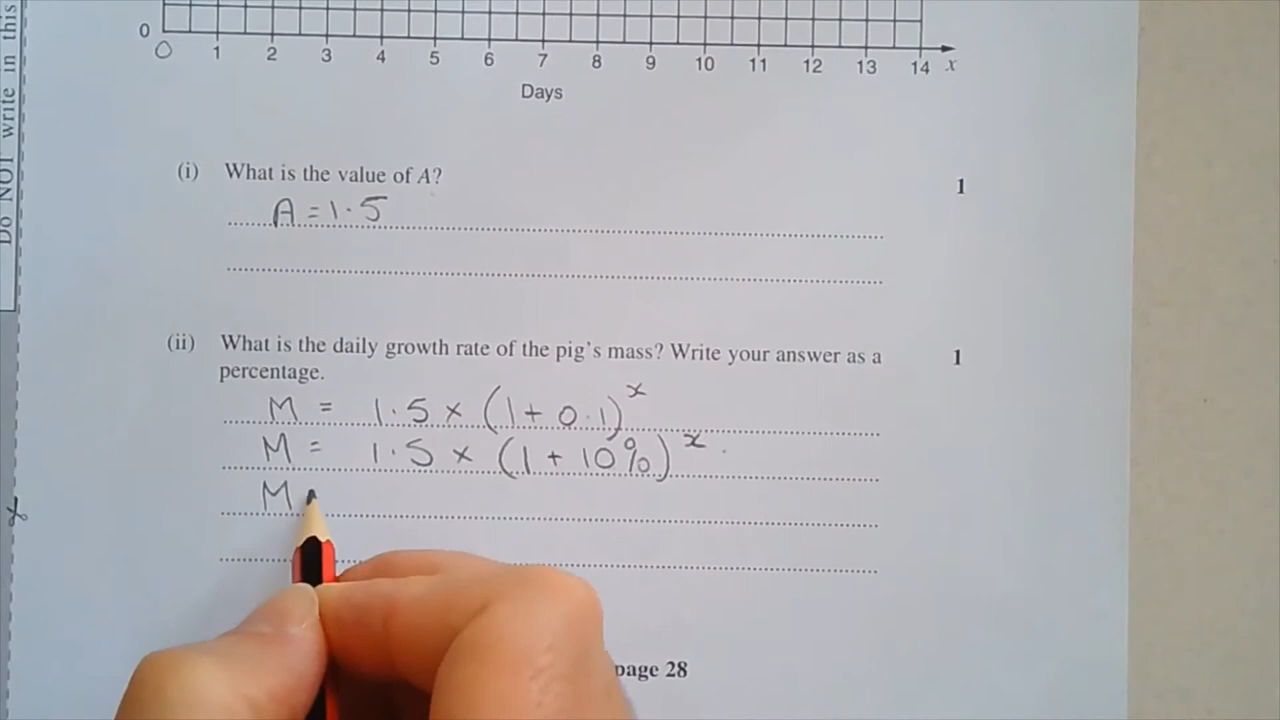 Do NOT write in this
0
0 1 2 3 4 5 6 7 8 9 10 11 12 13 14 x
Days
(i) What is the value of A? 1
A = 1.5
(ii) What is the daily growth rate of the pig's mass? Write your answer as a 1
percentage.
M = 1.5 × (1 + 0.1)^x
M = 1.5 × (1 + 10%)^x
M
page 28